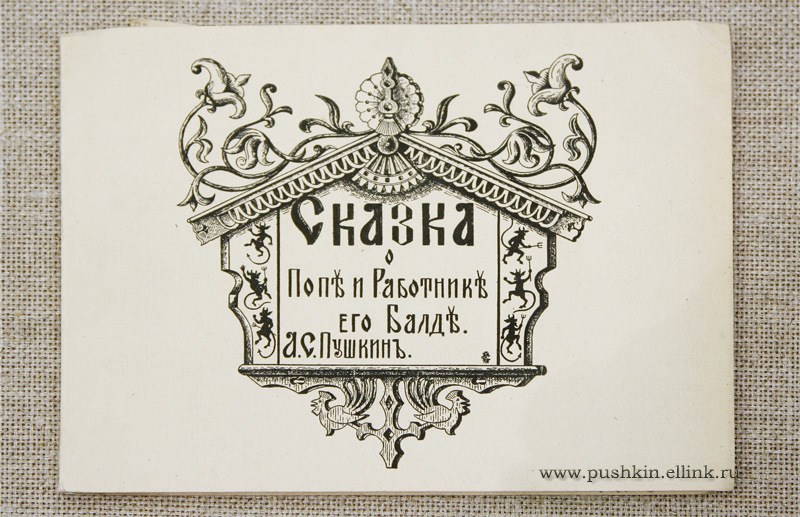 Сказка
о
Попѣ и Работникѣ
его Балдѣ.
А.С.Пушкинъ.
www.pushkin.ellink.ru